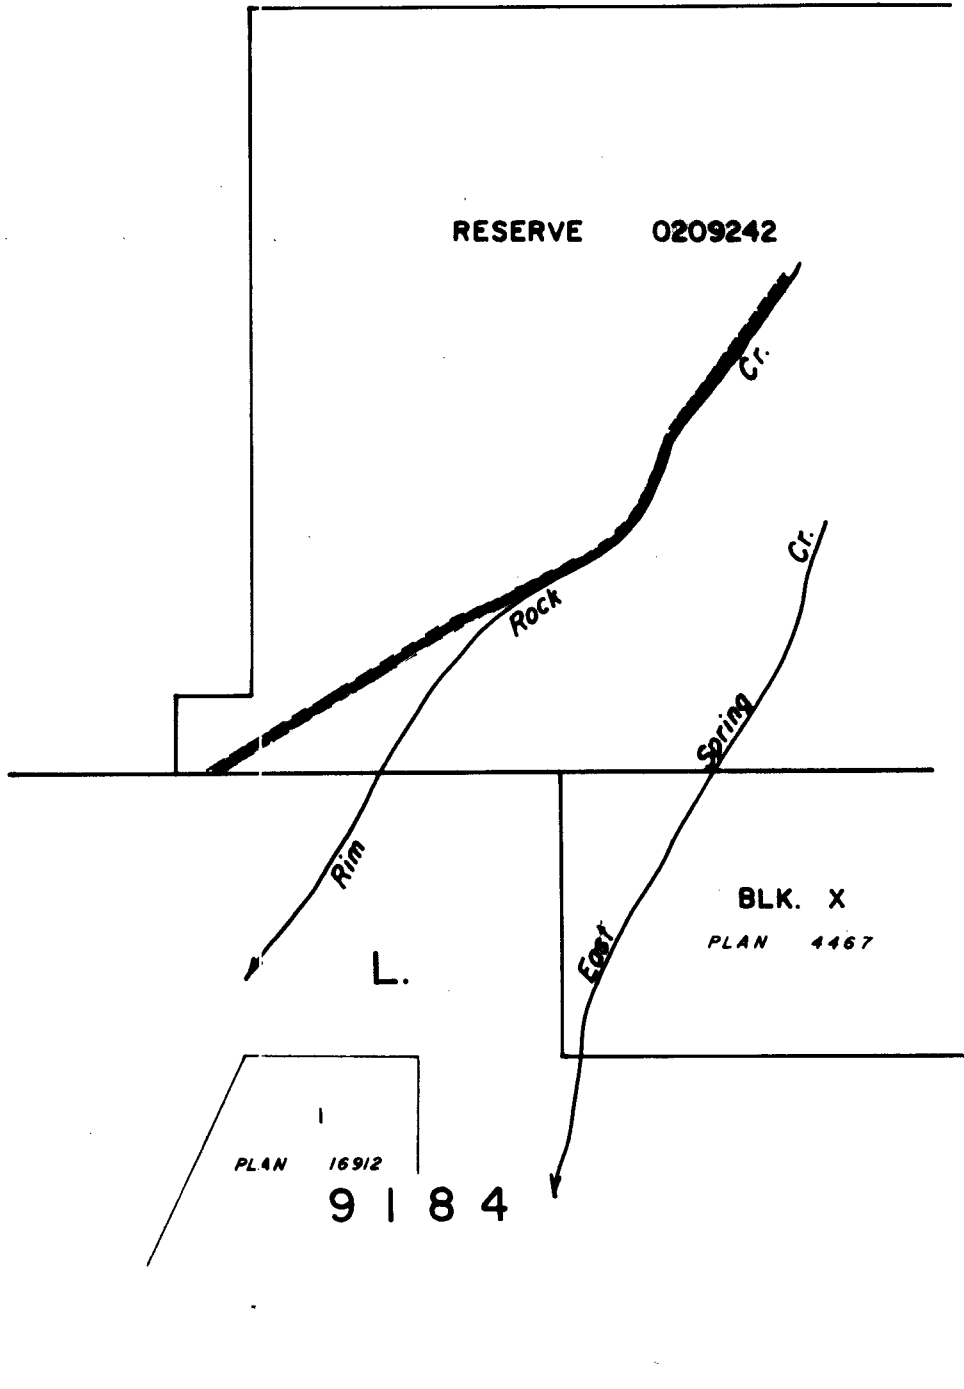 RESERVE 0209242
Rim Rock Cr.
East Spring Cr.
BLK. X
PLAN 4467
L.
1
PLAN 16912
9184